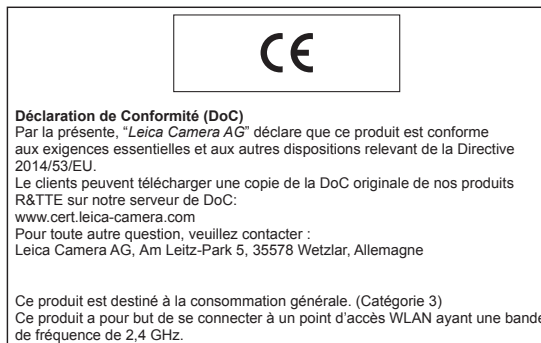 CE
Déclaration de Conformité (DoC)
Par la présente, “Leica Camera AG” déclare que ce produit est conforme
aux exigences essentielles et aux autres dispositions relevant de la Directive
2014/53/EU.
Le clients peuvent télécharger une copie de la DoC originale de nos produits
R&TTE sur notre serveur de DoC:
www.cert.leica-camera.com
Pour toute autre question, veuillez contacter :
Leica Camera AG, Am Leitz-Park 5, 35578 Wetzlar, Allemagne
Ce produit est destiné à la consommation générale. (Catégorie 3)
Ce produit a pour but de se connecter à un point d’accès WLAN ayant une bande
de fréquence de 2,4 GHz.